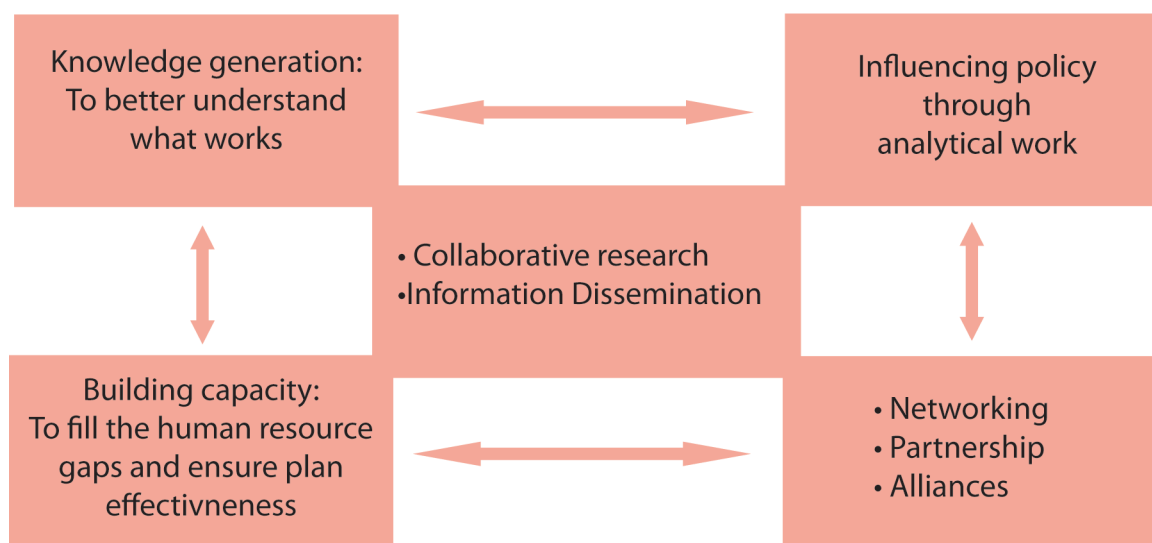 Knowledge generation:
To better understand
what works
Influencing policy
through
analytical work
• Collaborative research
•Information Dissemination
Building capacity:
To fill the human resource
gaps and ensure plan
effectivneness
• Networking
• Partnership
• Alliances